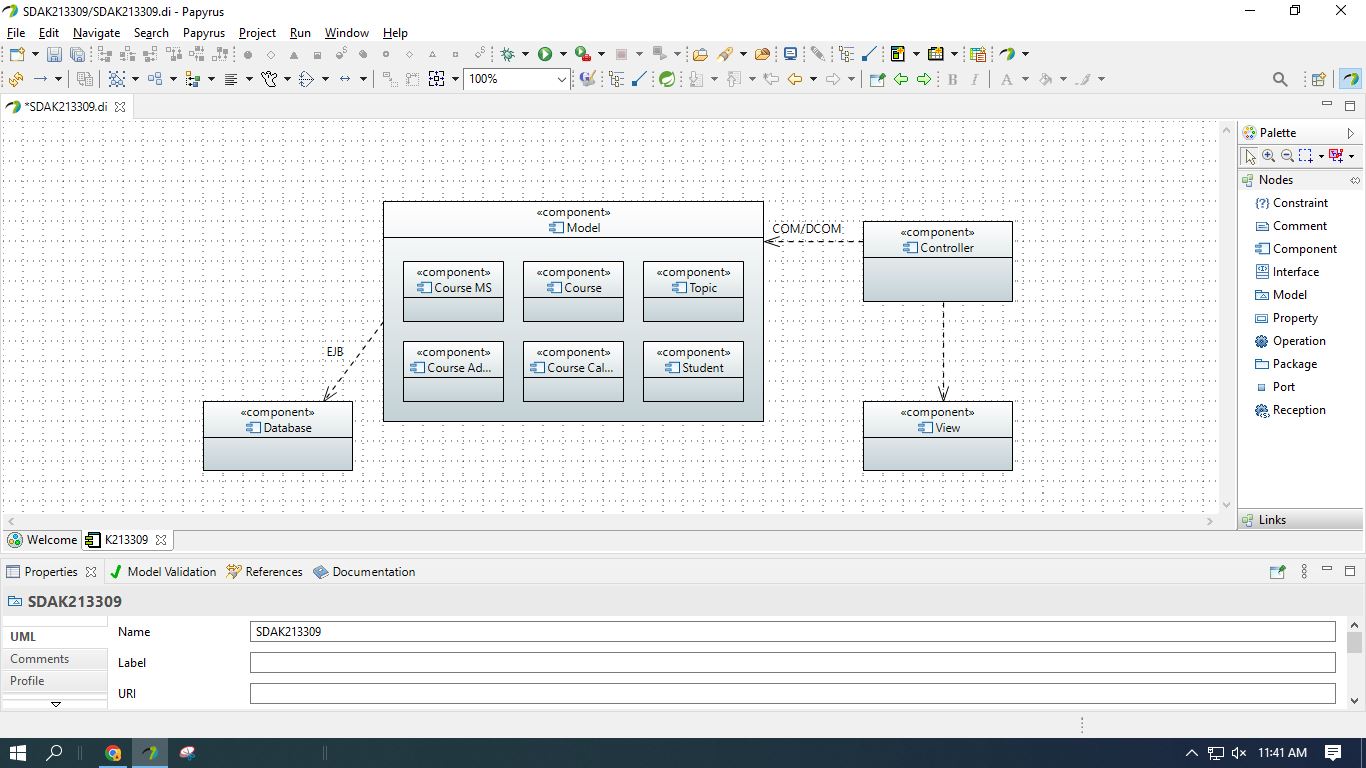 SDAK213309/SDAK213309.di - Papyrus
File Edit Navigate Search Papyrus Project Run Window Help
100%
B I A
*SDAK213309.di
«component»
Model
«component»
Course MS
«component»
Course
«component»
Topic
«component»
Course Ad...
«component»
Course Cal...
«component»
Student
COM/DCOM
«component»
Controller
EJB
«component»
Database
«component»
View
Palette
Nodes
{?} Constraint
Comment
Component
Interface
Model
Property
Operation
Package
Port
Reception
Links
Welcome K213309
Properties Model Validation References Documentation
SDAK213309
UML
Comments
Profile
Name SDAK213309
Label
URI
11:41 AM